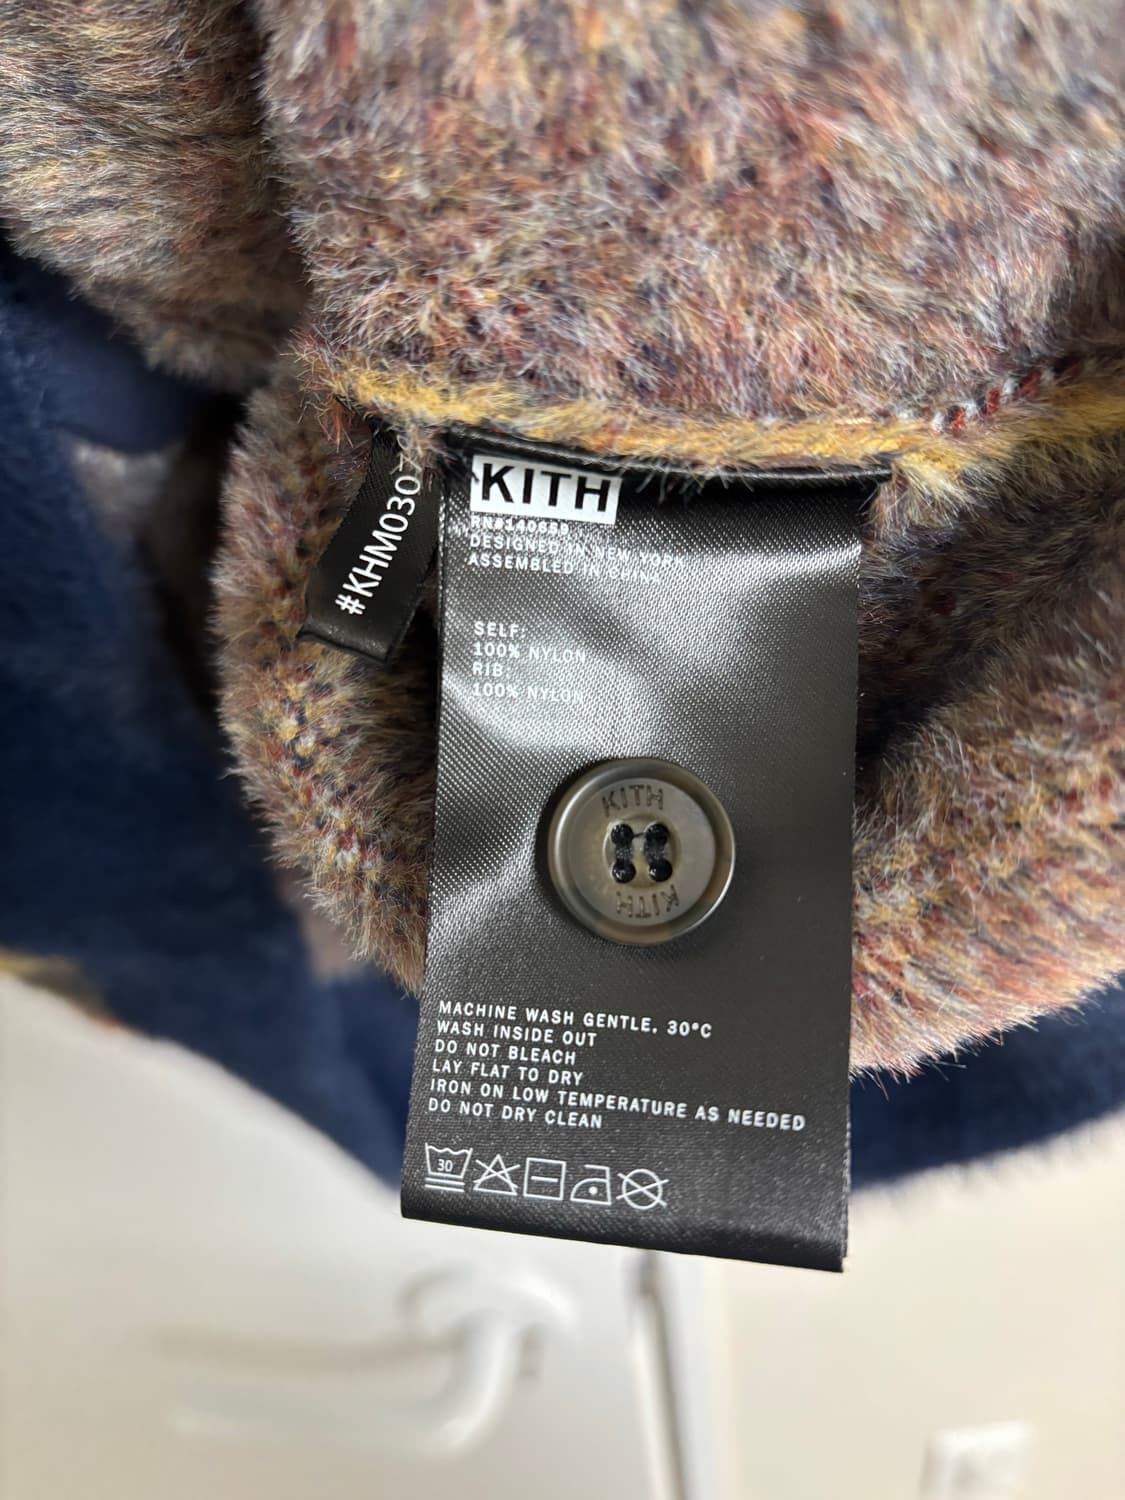 #KHM0307
KITH
DESIGNED IN NEW YORK
ASSEMBLED IN CHINA
SELF:
100% NYLON
RIB:
100% NYLON
KITH
KITH
MACHINE WASH GENTLE, 30°C
WASH INSIDE OUT
DO NOT BLEACH
LAY FLAT TO DRY
IRON ON LOW TEMPERATURE AS NEEDED
DO NOT DRY CLEAN
30